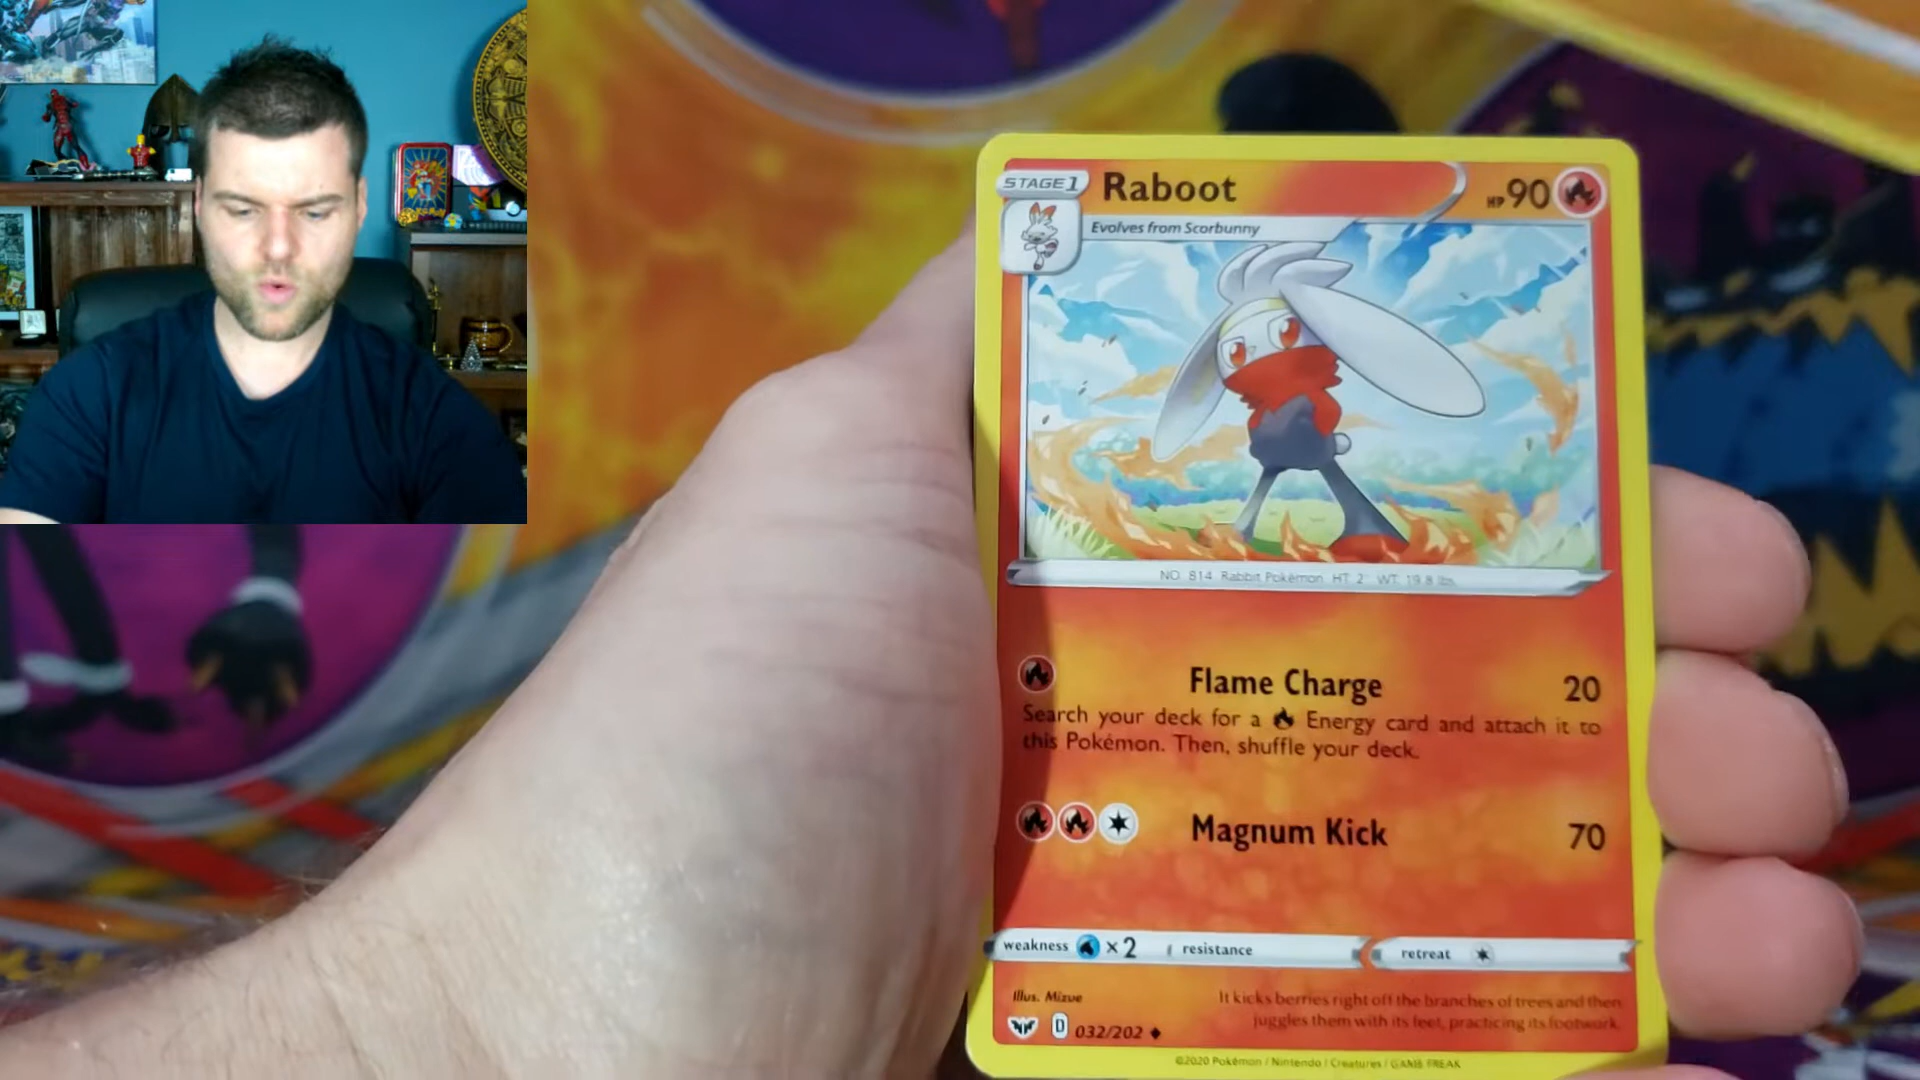 STAGE 1
Raboot
HP 90
Evolves from Scorbunny
NO. 814 Rabbit Pokémon HT. 2' WT. 19.8 lbs.
Flame Charge 20
Search your deck for a Energy card and attach it to
this Pokémon. Then, shuffle your deck.
Magnum Kick 70
weakness ×2 resistance retreat
Illus. Mizue
It kicks berries right off the branches of trees and then
juggles them with its feet, practicing its footwork.
D 032/202
©2020 Pokémon / Nintendo / Creatures / GAME FREAK